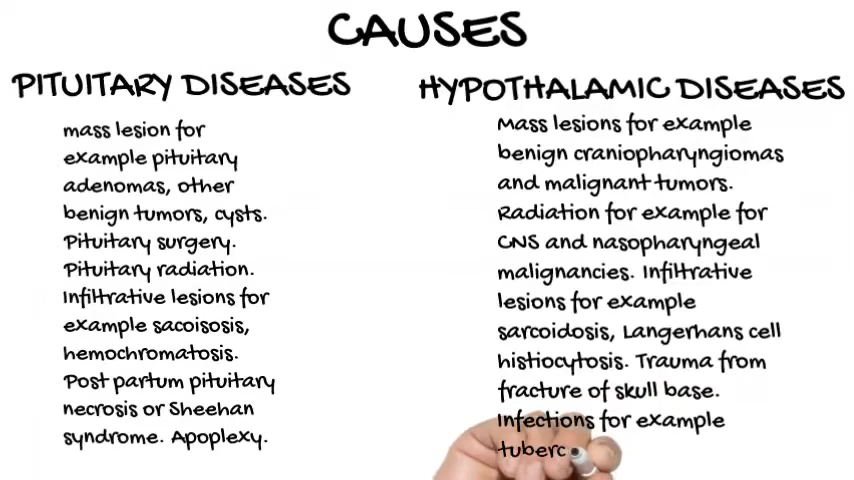 CAUSES
PITUITARY DISEASES
mass lesion for
example pituitary
adenomas, other
benign tumors, cysts.
Pituitary surgery.
Pituitary radiation.
Infiltrative lesions for
example sacoisosis,
hemochromatosis.
Post partum pituitary
necrosis or Sheehan
syndrome. Apoplexy.
HYPOTHALAMIC DISEASES
Mass lesions for example
benign craniopharyngiomas
and malignant tumors.
Radiation for example for
CNS and nasopharyngeal
malignancies. Infiltrative
lesions for example
sarcoidosis, Langerhans cell
histiocytosis. Trauma from
fracture of skull base.
Infections for example
tuberc